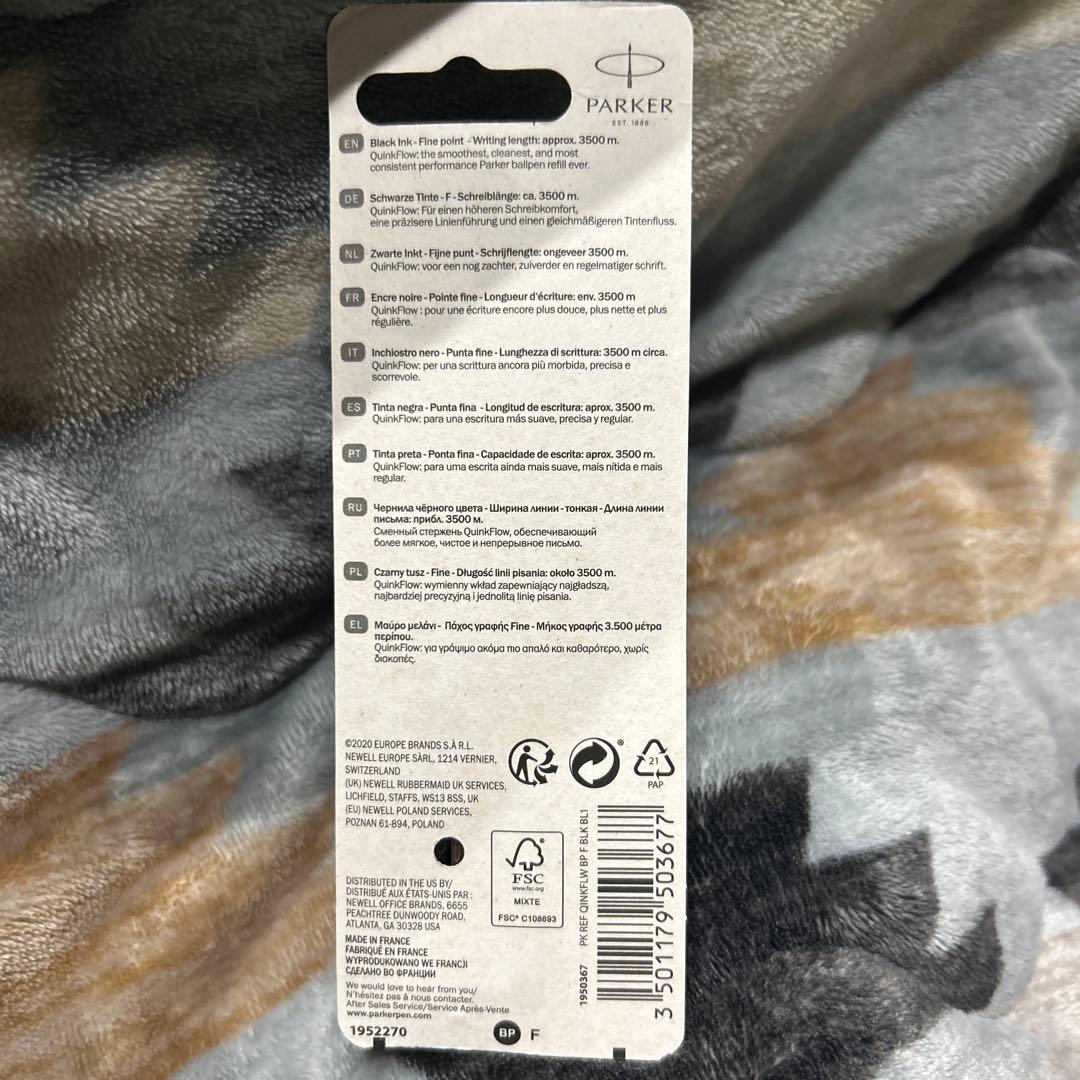 PARKER
EST. 1888
EN Black Ink - Fine point - Writing length: approx. 3500 m.
QuinkFlow: the smoothest, cleanest, and most
consistent performance Parker ballpen refill ever.
DE Schwarze Tinte - F - Schreiblänge: ca. 3500 m.
QuinkFlow: Für einen höheren Schreibkomfort,
eine präzisere Linienführung und einen gleichmäßigeren Tintenfluss.
NL Zwarte Inkt - Fijne punt - Schrijflengte: ongeveer 3500 m.
QuinkFlow: voor een nog zachter, zuiverder en regelmatiger schrift.
FR Encre noire - Pointe fine - Longueur d'écriture: env. 3500 m
QuinkFlow : pour une écriture encore plus douce, plus nette et plus
régulière.
IT Inchiostro nero - Punta fine - Lunghezza di scrittura: 3500 m circa.
QuinkFlow: per una scrittura ancora più morbida, precisa e
scorrevole.
ES Tinta negra - Punta fina - Longitud de escritura: aprox. 3500 m.
QuinkFlow: para una escritura más suave, precisa y regular.
PT Tinta preta - Ponta fina - Capacidade de escrita: aprox. 3500 m.
QuinkFlow: para uma escrita ainda mais suave, mais nítida e mais
regular.
RU Чернила чёрного цвета - Ширина линии - тонкая - Длина линии
письма: прибл. 3500 м.
Сменный стержень QuinkFlow, обеспечивающий
более мягкое, чистое и непрерывное письмо.
PL Czarny tusz - Fine - Długość linii pisania: około 3500 m.
QuinkFlow: wymienny wkład zapewniający najgładszą,
najbardziej precyzyjną i jednolitą linię pisania.
EL Μαύρο μελάνι - Πάχος γραφής Fine - Μήκος γραφής 3.500 μέτρα
περίπου.
QuinkFlow: για γράψιμο ακόμα πιο απαλό και καθαρότερο, χωρίς
διακοπές.
©2020 EUROPE BRANDS S.À R.L.
NEWELL EUROPE SÀRL, 1214 VERNIER,
SWITZERLAND
(UK) NEWELL RUBBERMAID UK SERVICES,
LICHFIELD, STAFFS, WS13 8SS, UK
(EU) NEWELL POLAND SERVICES,
POZNAN 61-894, POLAND
®
21
PAP
FSC
www.fsc.org
MIXTE
FSC® C108693
DISTRIBUTED IN THE US BY/
DISTRIBUÉ AUX ÉTATS-UNIS PAR :
NEWELL OFFICE BRANDS, 6655
PEACHTREE DUNWOODY ROAD,
ATLANTA, GA 30328 USA
MADE IN FRANCE
FABRIQUÉ EN FRANCE
WYPRODUKOWANO WE FRANCJI
СДЕЛАНО ВО ФРАНЦИИ
We would love to hear from you/
N'hésitez pas à nous contacter.
After Sales Service/Service Après-Vente
www.parkerpen.com
1952270
BP F
1950367 PK REF QINKFLW BP F BLK BL1
3 501179 503677